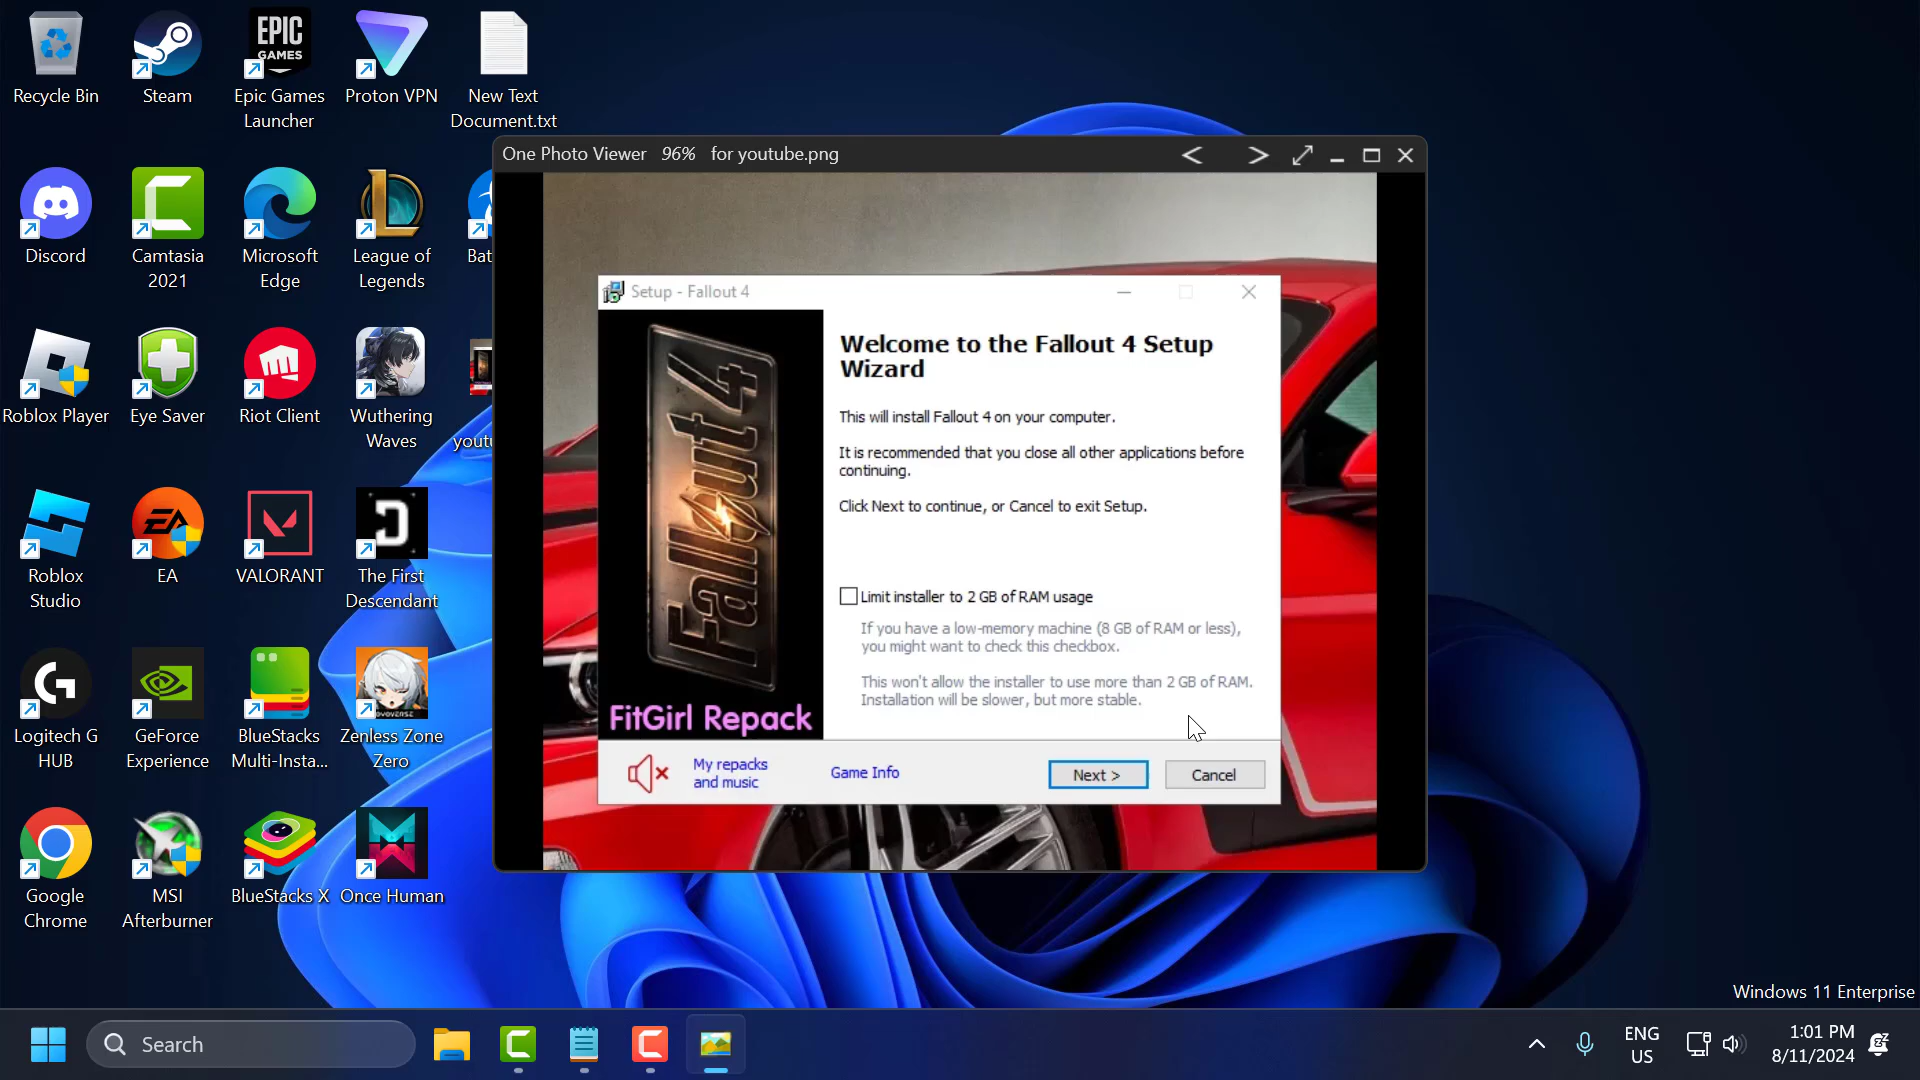 Recycle Bin
Steam
EPIC
GAMES
Epic Games
Launcher
Proton VPN
New Text
Document.txt
One Photo Viewer 96% for youtube.png
Discord
Camtasia
2021
Microsoft
Edge
League of
Legends
Bat
Roblox Player
Eye Saver
Riot Client
Wuthering
Waves
youtu
Roblox
Studio
EA
VALORANT
The First
Descendant
Logitech G
HUB
GeForce
Experience
BlueStacks
Multi-Insta...
Zenless Zone
Zero
Google
Chrome
MSI
Afterburner
BlueStacks X
Once Human
Setup - Fallout 4
Fallout 4
FitGirl Repack
Welcome to the Fallout 4 Setup
Wizard
This will install Fallout 4 on your computer.
It is recommended that you close all other applications before
continuing.
Click Next to continue, or Cancel to exit Setup.
Limit installer to 2 GB of RAM usage
If you have a low-memory machine (8 GB of RAM or less),
you might want to check this checkbox.
This won't allow the installer to use more than 2 GB of RAM.
Installation will be slower, but more stable.
My repacks
and music
Game Info
Next >
Cancel
Windows 11 Enterprise
Search
ENG
US
1:01 PM
8/11/2024